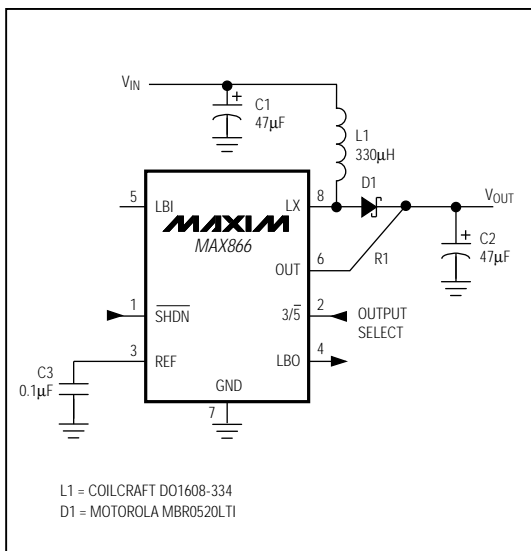 VIN
+
C1
47µF
L1
330µH
D1
VOUT
5
LBI
LX
8
MAXIM
MAX866
+
C2
47µF
OUT
6
R1
1
SHDN
3/5
2
OUTPUT
SELECT
3
REF
LBO
4
C3
0.1µF
GND
7
L1 = COILCRAFT DO1608-334
D1 = MOTOROLA MBR0520LTI